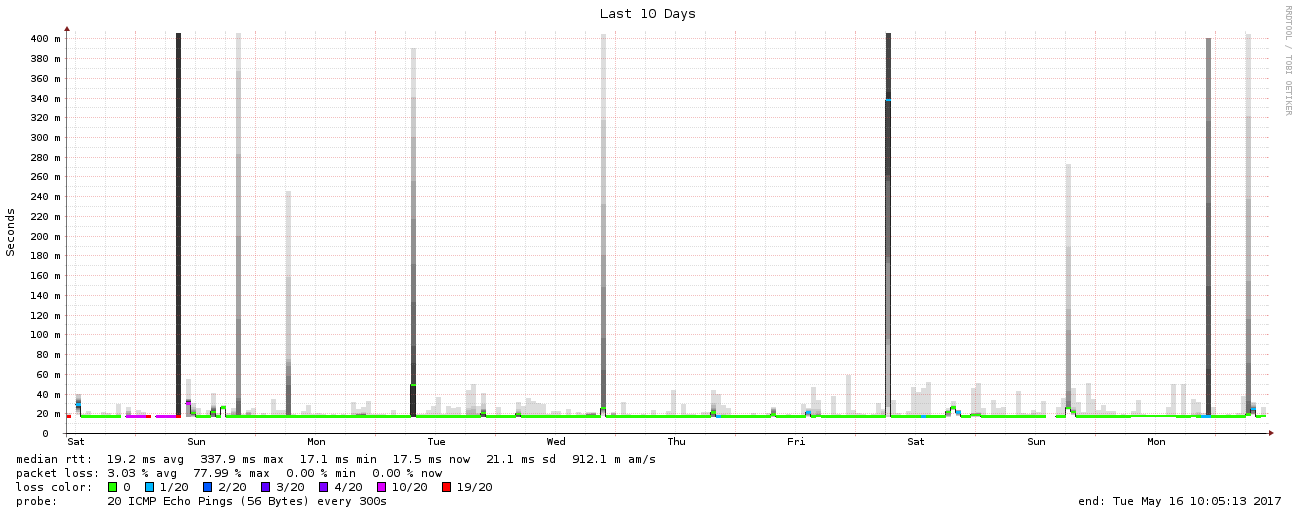 Last 10 Days
RRDTOOL / TOBI OETIKER
Seconds
400 m
380 m
360 m
340 m
320 m
300 m
280 m
260 m
240 m
220 m
200 m
180 m
160 m
140 m
120 m
100 m
80 m
60 m
40 m
20 m
0
Sat Sun Mon Tue Wed Thu Fri Sat Sun Mon
median rtt: 19.2 ms avg 337.9 ms max 17.1 ms min 17.5 ms now 21.1 ms sd 912.1 m am/s
packet loss: 3.03 % avg 77.99 % max 0.00 % min 0.00 % now
loss color: 0 1/20 2/20 3/20 4/20 10/20 19/20
probe: 20 ICMP Echo Pings (56 Bytes) every 300s end: Tue May 16 10:05:13 2017